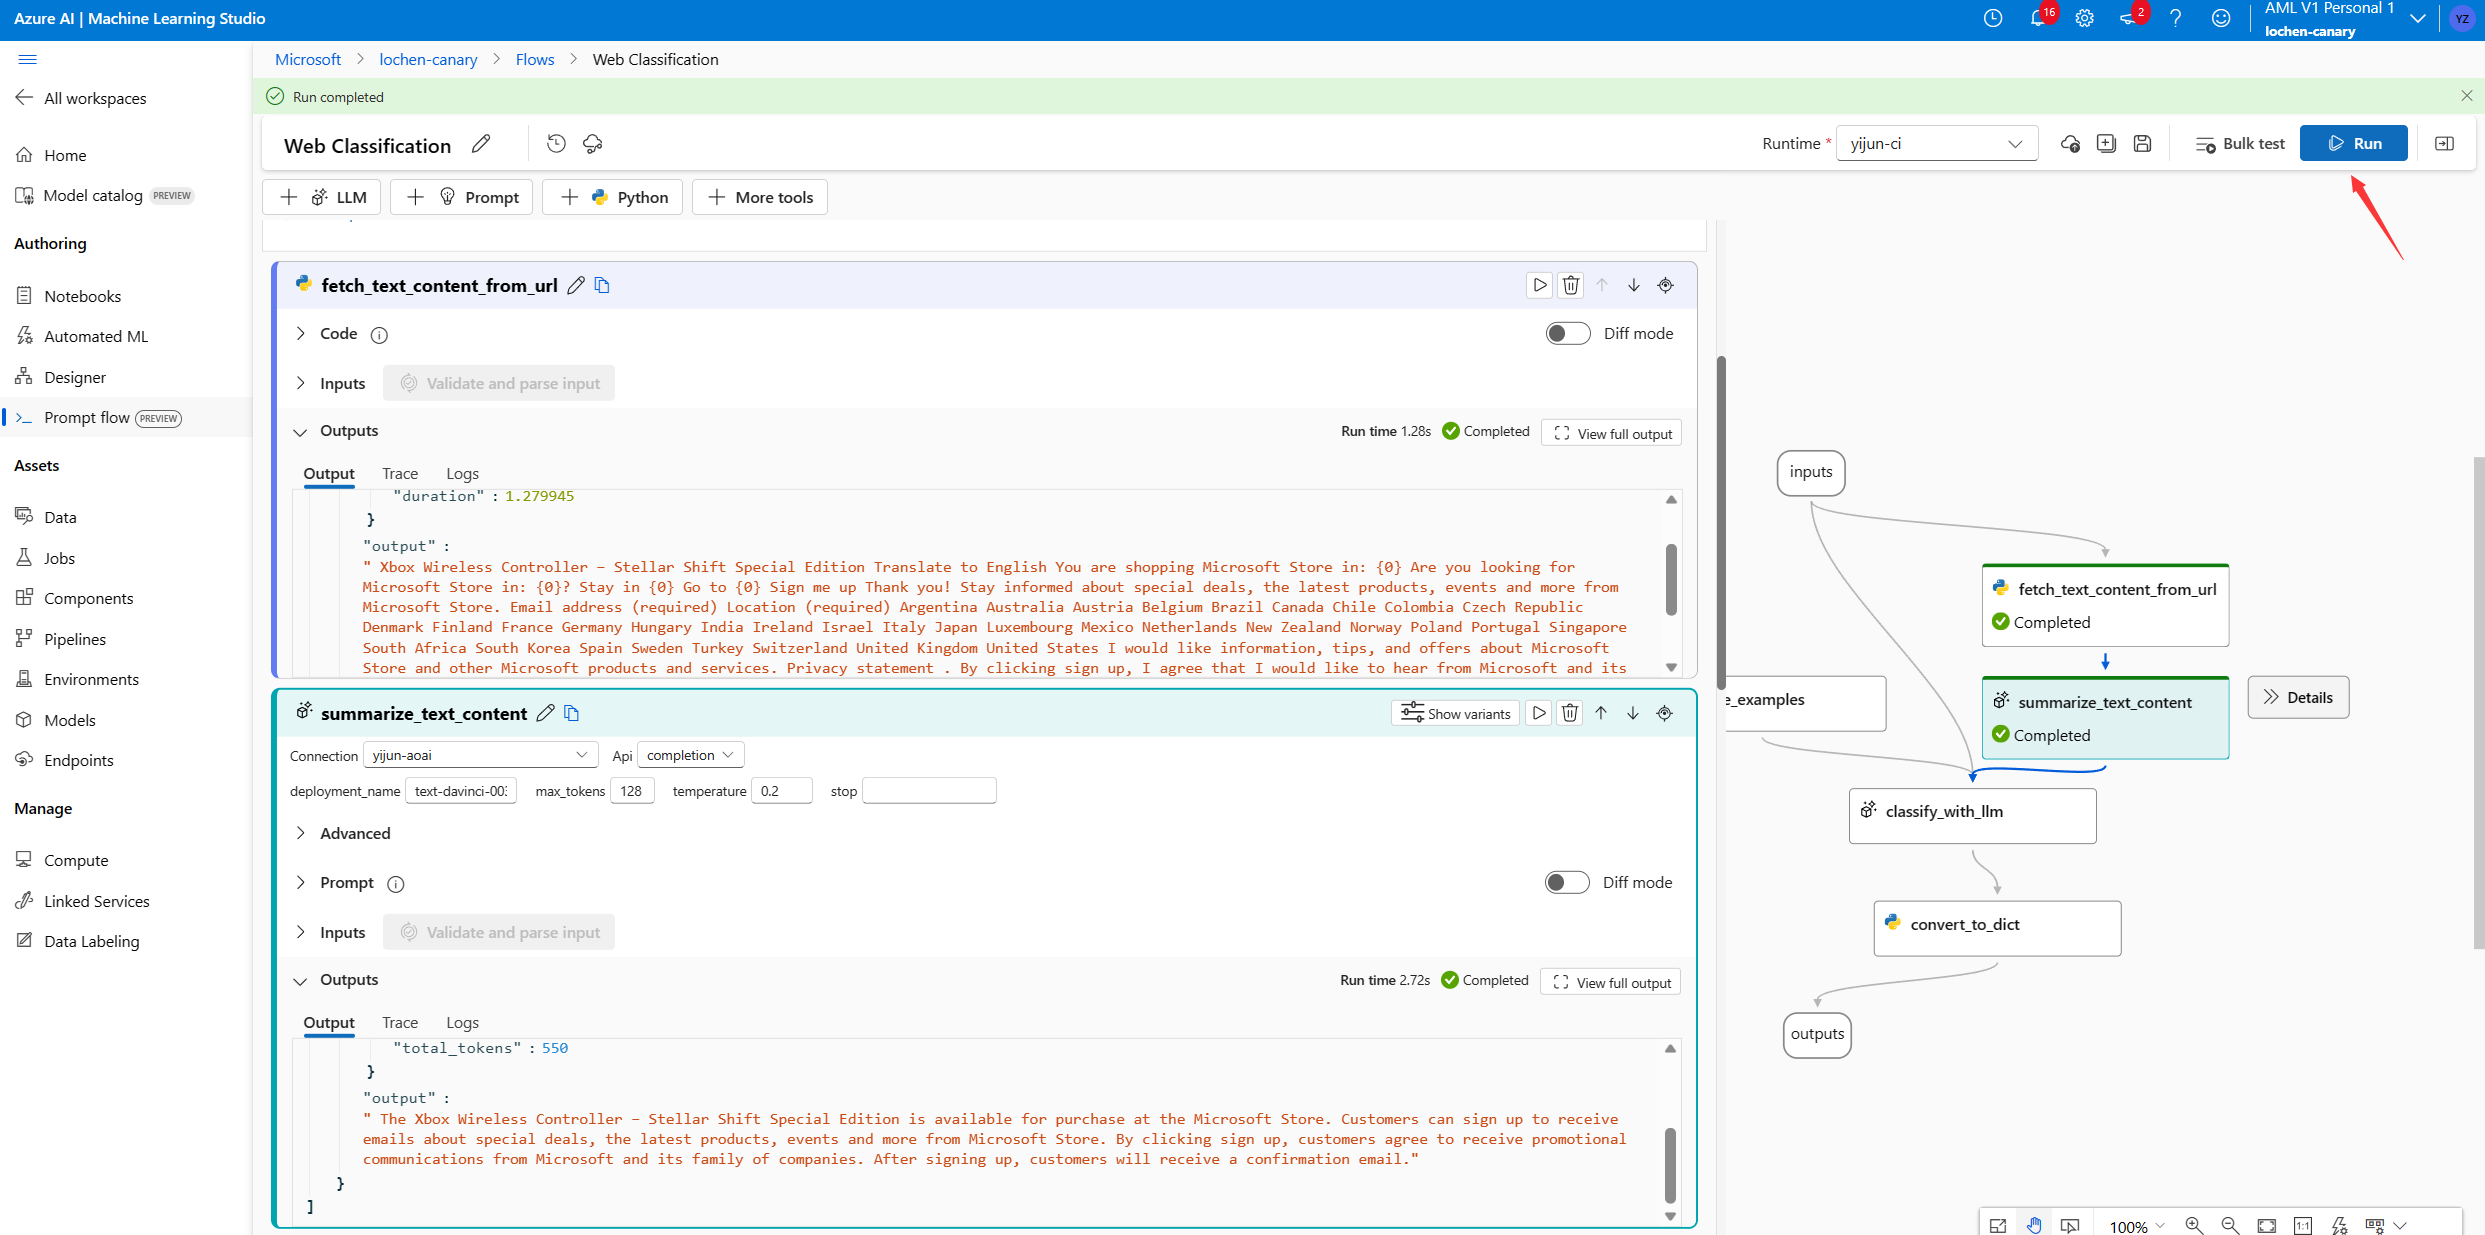 Azure AI | Machine Learning Studio
16
2
AML V1 Personal 1
lochen-canary
YZ
All workspaces
Home
Model catalog PREVIEW
Authoring
Notebooks
Automated ML
Designer
Prompt flow PREVIEW
Assets
Data
Jobs
Components
Pipelines
Environments
Models
Endpoints
Manage
Compute
Linked Services
Data Labeling
Microsoft > lochen-canary > Flows > Web Classification
Run completed
Web Classification
Runtime * yijun-ci
Bulk test
Run
+ LLM
+ Prompt
+ Python
+ More tools
fetch_text_content_from_url
Code
Diff mode
Inputs
Validate and parse input
Outputs
Run time 1.28s Completed
View full output
Output Trace Logs
"duration" : 1.279945
}
"output" :
" Xbox Wireless Controller – Stellar Shift Special Edition Translate to English You are shopping Microsoft Store in: {0} Are you looking for
Microsoft Store in: {0}? Stay in {0} Go to {0} Sign me up Thank you! Stay informed about special deals, the latest products, events and more from
Microsoft Store. Email address (required) Location (required) Argentina Australia Austria Belgium Brazil Canada Chile Colombia Czech Republic
Denmark Finland France Germany Hungary India Ireland Israel Italy Japan Luxembourg Mexico Netherlands New Zealand Norway Poland Portugal Singapore
South Africa South Korea Spain Sweden Turkey Switzerland United Kingdom United States I would like information, tips, and offers about Microsoft
Store and other Microsoft products and services. Privacy statement . By clicking sign up, I agree that I would like to hear from Microsoft and its
summarize_text_content
Show variants
Connection yijun-aoai
Api completion
deployment_name text-davinci-003
max_tokens 128
temperature 0.2
stop
Advanced
Prompt
Diff mode
Inputs
Validate and parse input
Outputs
Run time 2.72s Completed
View full output
Output Trace Logs
"total_tokens" : 550
}
"output" :
" The Xbox Wireless Controller – Stellar Shift Special Edition is available for purchase at the Microsoft Store. Customers can sign up to receive
emails about special deals, the latest products, events and more from Microsoft Store. By clicking sign up, customers agree to receive promotional
communications from Microsoft and its family of companies. After signing up, customers will receive a confirmation email."
}
]
inputs
fetch_text_content_from_url
Completed
e_examples
summarize_text_content
Completed
Details
classify_with_llm
convert_to_dict
outputs
100%
1:1